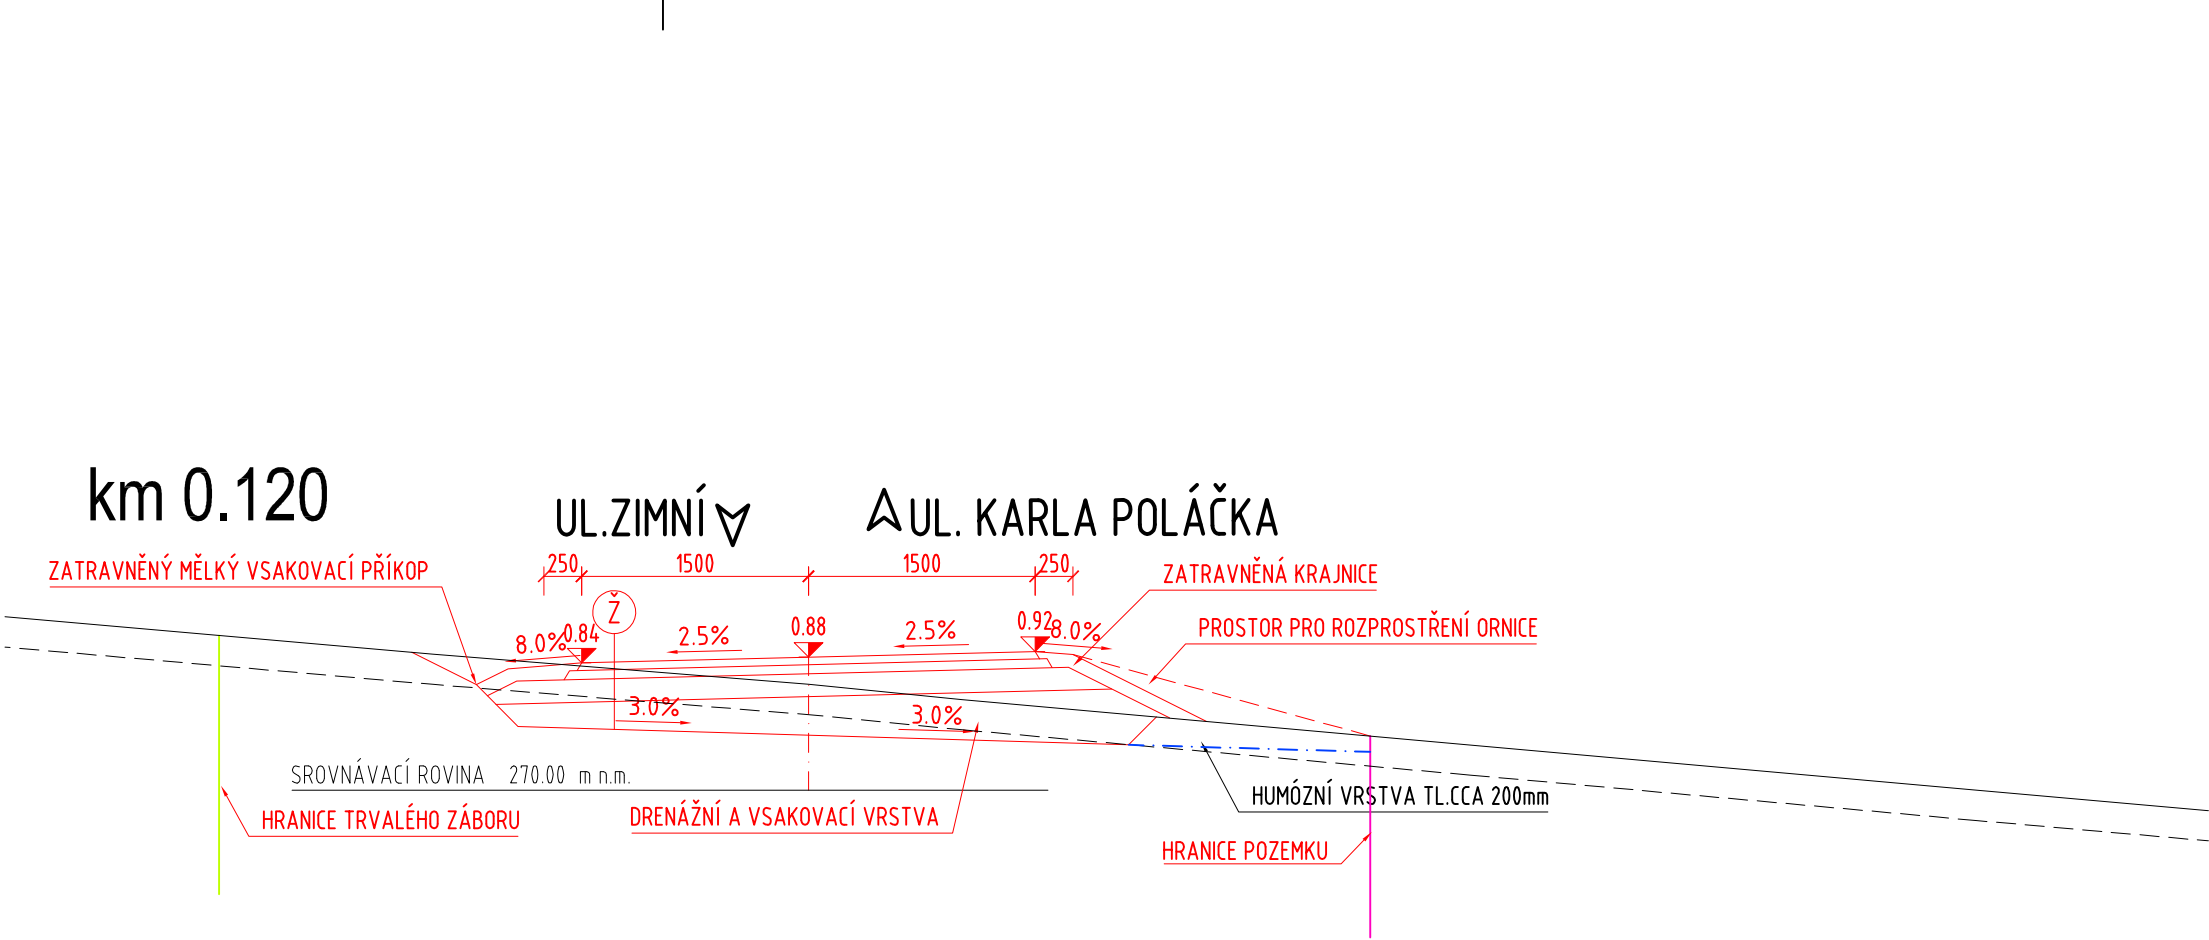 km 0.120
UL.ZIMNÍ
UL. KARLA POLÁČKA
250 1500 1500 250
ZATRAVNĚNÝ MĚLKÝ VSAKOVACÍ PŘÍKOP
ZATRAVNĚNÁ KRAJNICE
Ž
8.0% 0.84 2.5% 0.88 2.5% 0.92 8.0%
PROSTOR PRO ROZPROSTŘENÍ ORNICE
3.0% 3.0%
SROVNÁVACÍ ROVINA 270.00 m n.m.
HUMÓZNÍ VRSTVA TL.CCA 200mm
HRANICE TRVALÉHO ZÁBORU
DRENÁŽNÍ A VSAKOVACÍ VRSTVA
HRANICE POZEMKU